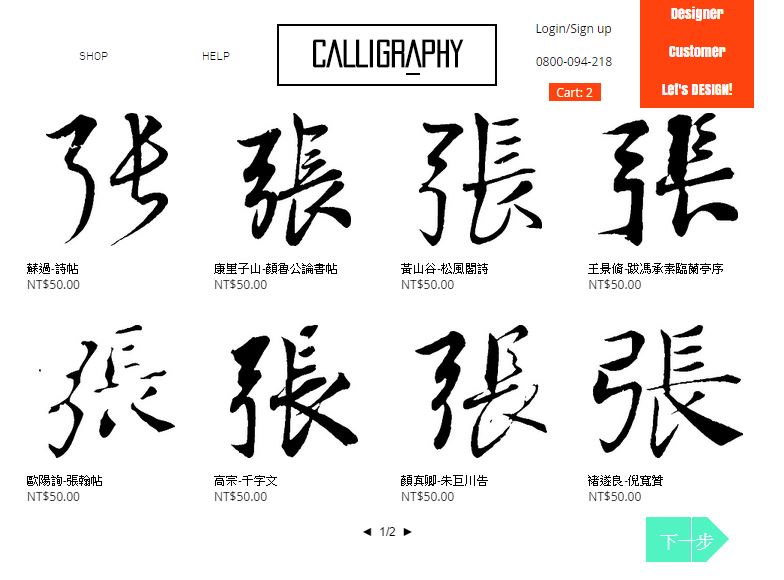 SHOP
HELP
CALLIGRAPHY
Login/Sign up
0800-094-218
Cart: 2
Designer
Customer
Let's DESIGN!
张 張 張 張
蘇過-詩帖
NT$50.00
康里子山-顏魯公論書帖
NT$50.00
黃山谷-松風閣詩
NT$50.00
王景脩-跋馮承素臨蘭亭序
NT$50.00
張 張 張 張
歐陽詢-張翰帖
NT$50.00
高宗-千字文
NT$50.00
顏真卿-朱巨川告
NT$50.00
褚遂良-倪寬贊
NT$50.00
◄ 1/2 ►
下一步